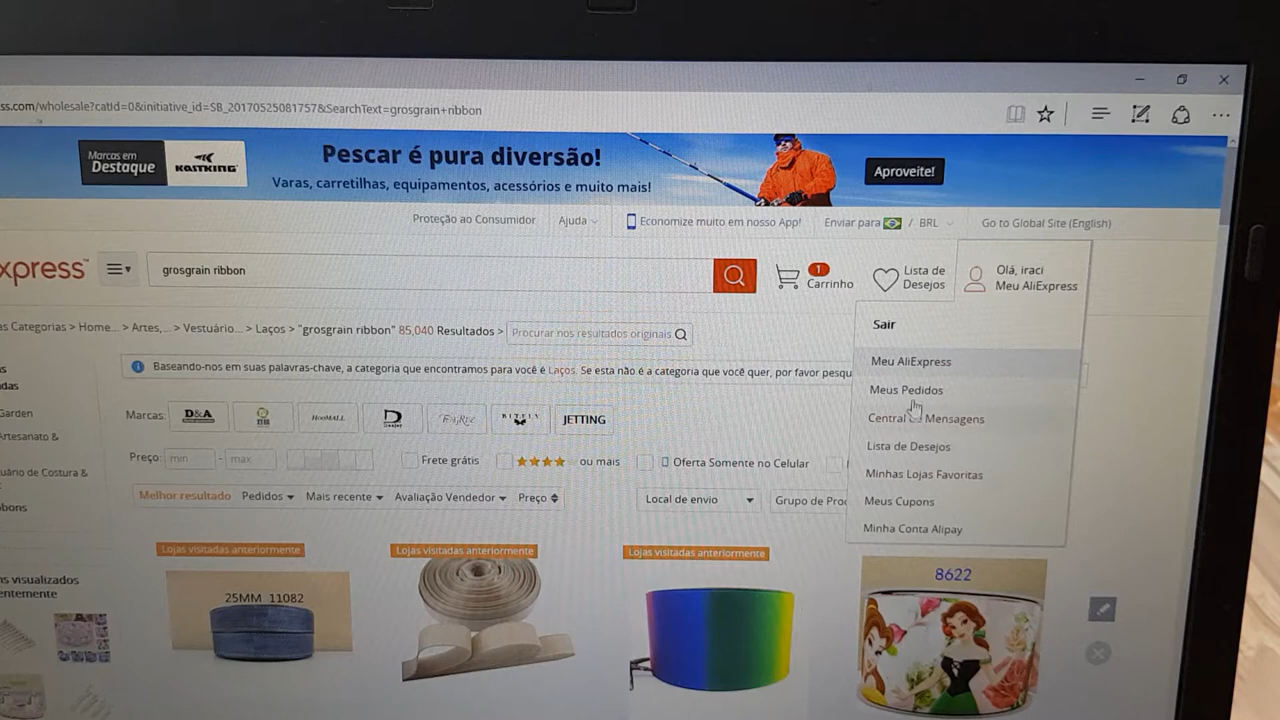 ss.com/wholesale?catId=0&initiative_id=SB_20170525081757&SearchText=grosgrain+ribbon
Marcas em
Destaque
KASTKING
Pescar é pura diversão!
Varas, carretilhas, equipamentos, acessórios e muito mais!
Aproveite!
Proteção ao Consumidor
Ajuda
Economize muito em nosso App!
Enviar para / BRL
Go to Global Site (English)
xpress™
grosgrain ribbon
1
Carrinho
Lista de
Desejos
Olá, iraci
Meu AliExpress
Sair
Meu AliExpress
Meus Pedidos
Central Mensagens
Lista de Desejos
Minhas Lojas Favoritas
Meus Cupons
Minha Conta Alipay
as Categorias > Home... > Artes,... > Vestuário... > Laços > "grosgrain ribbon" 85,040 Resultados >
Procurar nos resultados originais
Baseando-nos em suas palavras-chave, a categoria que encontramos para você é Laços. Se esta não é a categoria que você quer, por favor pesqu
s
das
Garden
Artesanato &
uário de Costura &
bons
Marcas:
D&A
HOOMALL
JETTING
Preço:
min
-
max
Frete grátis
ou mais
Oferta Somente no Celular
Melhor resultado
Pedidos
Mais recente
Avaliação Vendedor
Preço
Local de envio
Grupo de Proc
Lojas visitadas anteriormente
Lojas visitadas anteriormente
Lojas visitadas anteriormente
ns visualizados
entemente
25MM 11082
8622